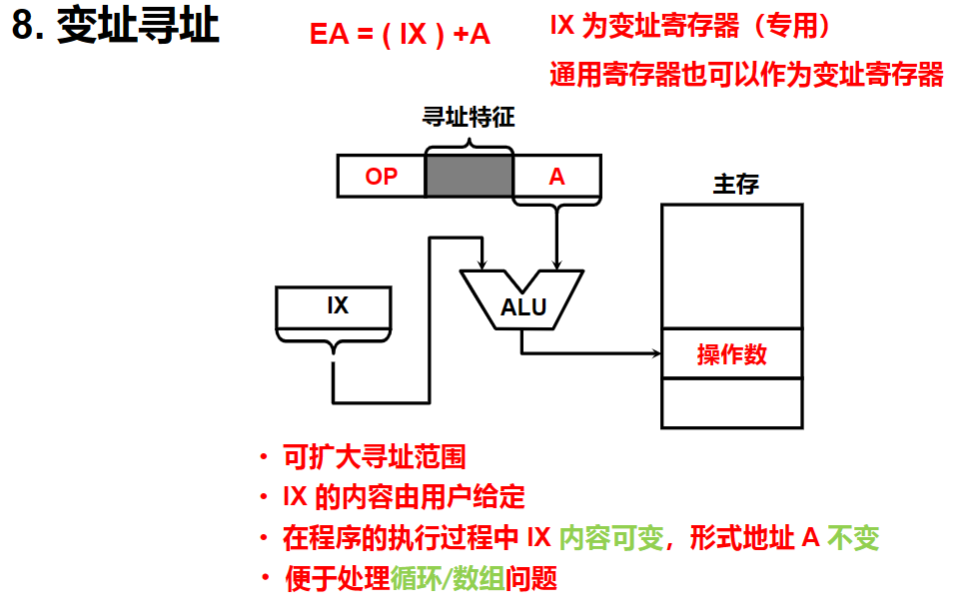 8. 变址寻址
EA = ( IX ) +A
IX 为变址寄存器（专用）
通用寄存器也可以作为变址寄存器
寻址特征
OP
A
主存
IX
ALU
操作数
· 可扩大寻址范围
· IX 的内容由用户给定
· 在程序的执行过程中 IX 内容可变，形式地址 A 不变
· 便于处理循环/数组问题